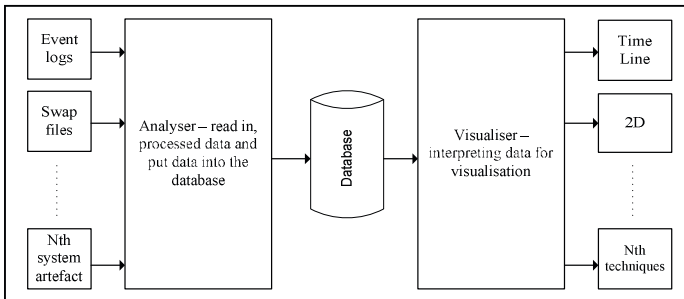 Event
logs
Swap
files
Nth
system
artefact
Analyser – read in,
processed data and
put data into the
database
Database
Visualiser –
interpreting data for
visualisation
Time
Line
2D
Nth
techniques